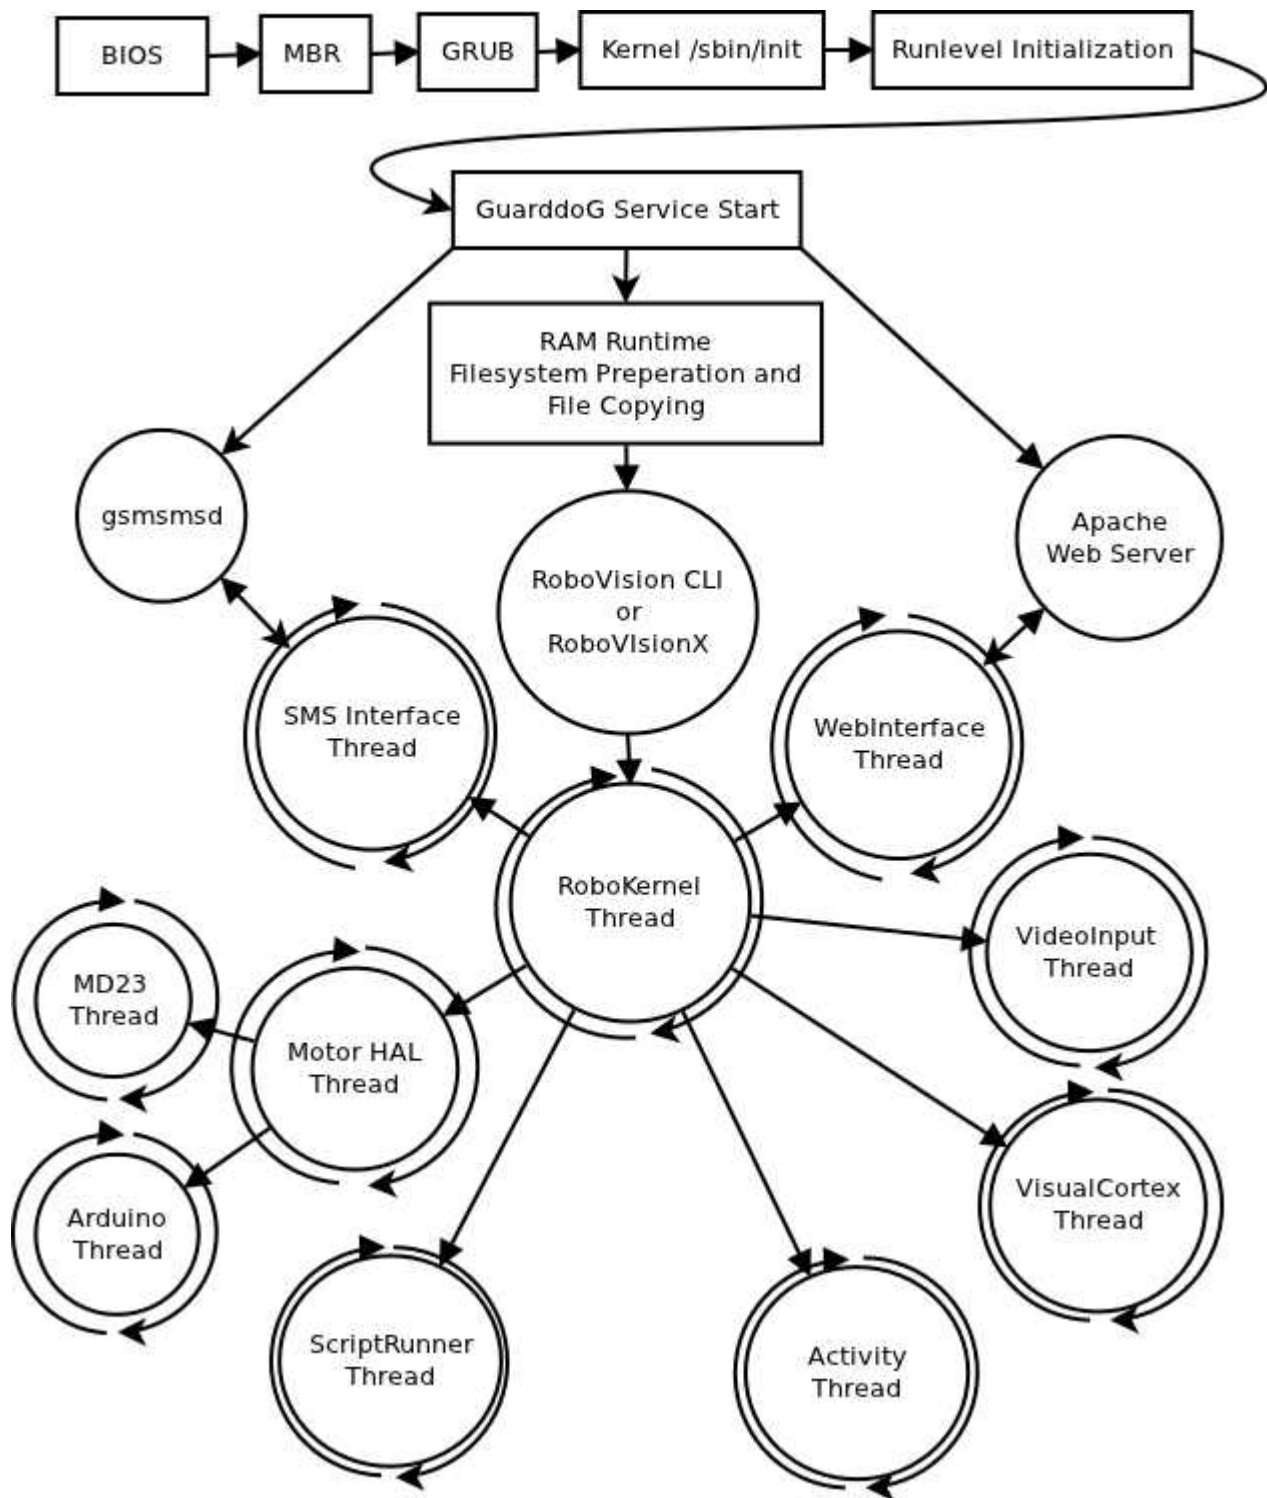 BIOS
MBR
GRUB
Kernel /sbin/init
Runlevel Initialization
GuarddoG Service Start
RAM Runtime
Filesystem Preperation and
File Copying
gsmsmsd
Apache
Web Server
RoboVision CLI
or
RoboVIsionX
SMS Interface
Thread
WebInterface
Thread
RoboKernel
Thread
VideoInput
Thread
MD23
Thread
Motor HAL
Thread
VisualCortex
Thread
Arduino
Thread
ScriptRunner
Thread
Activity
Thread